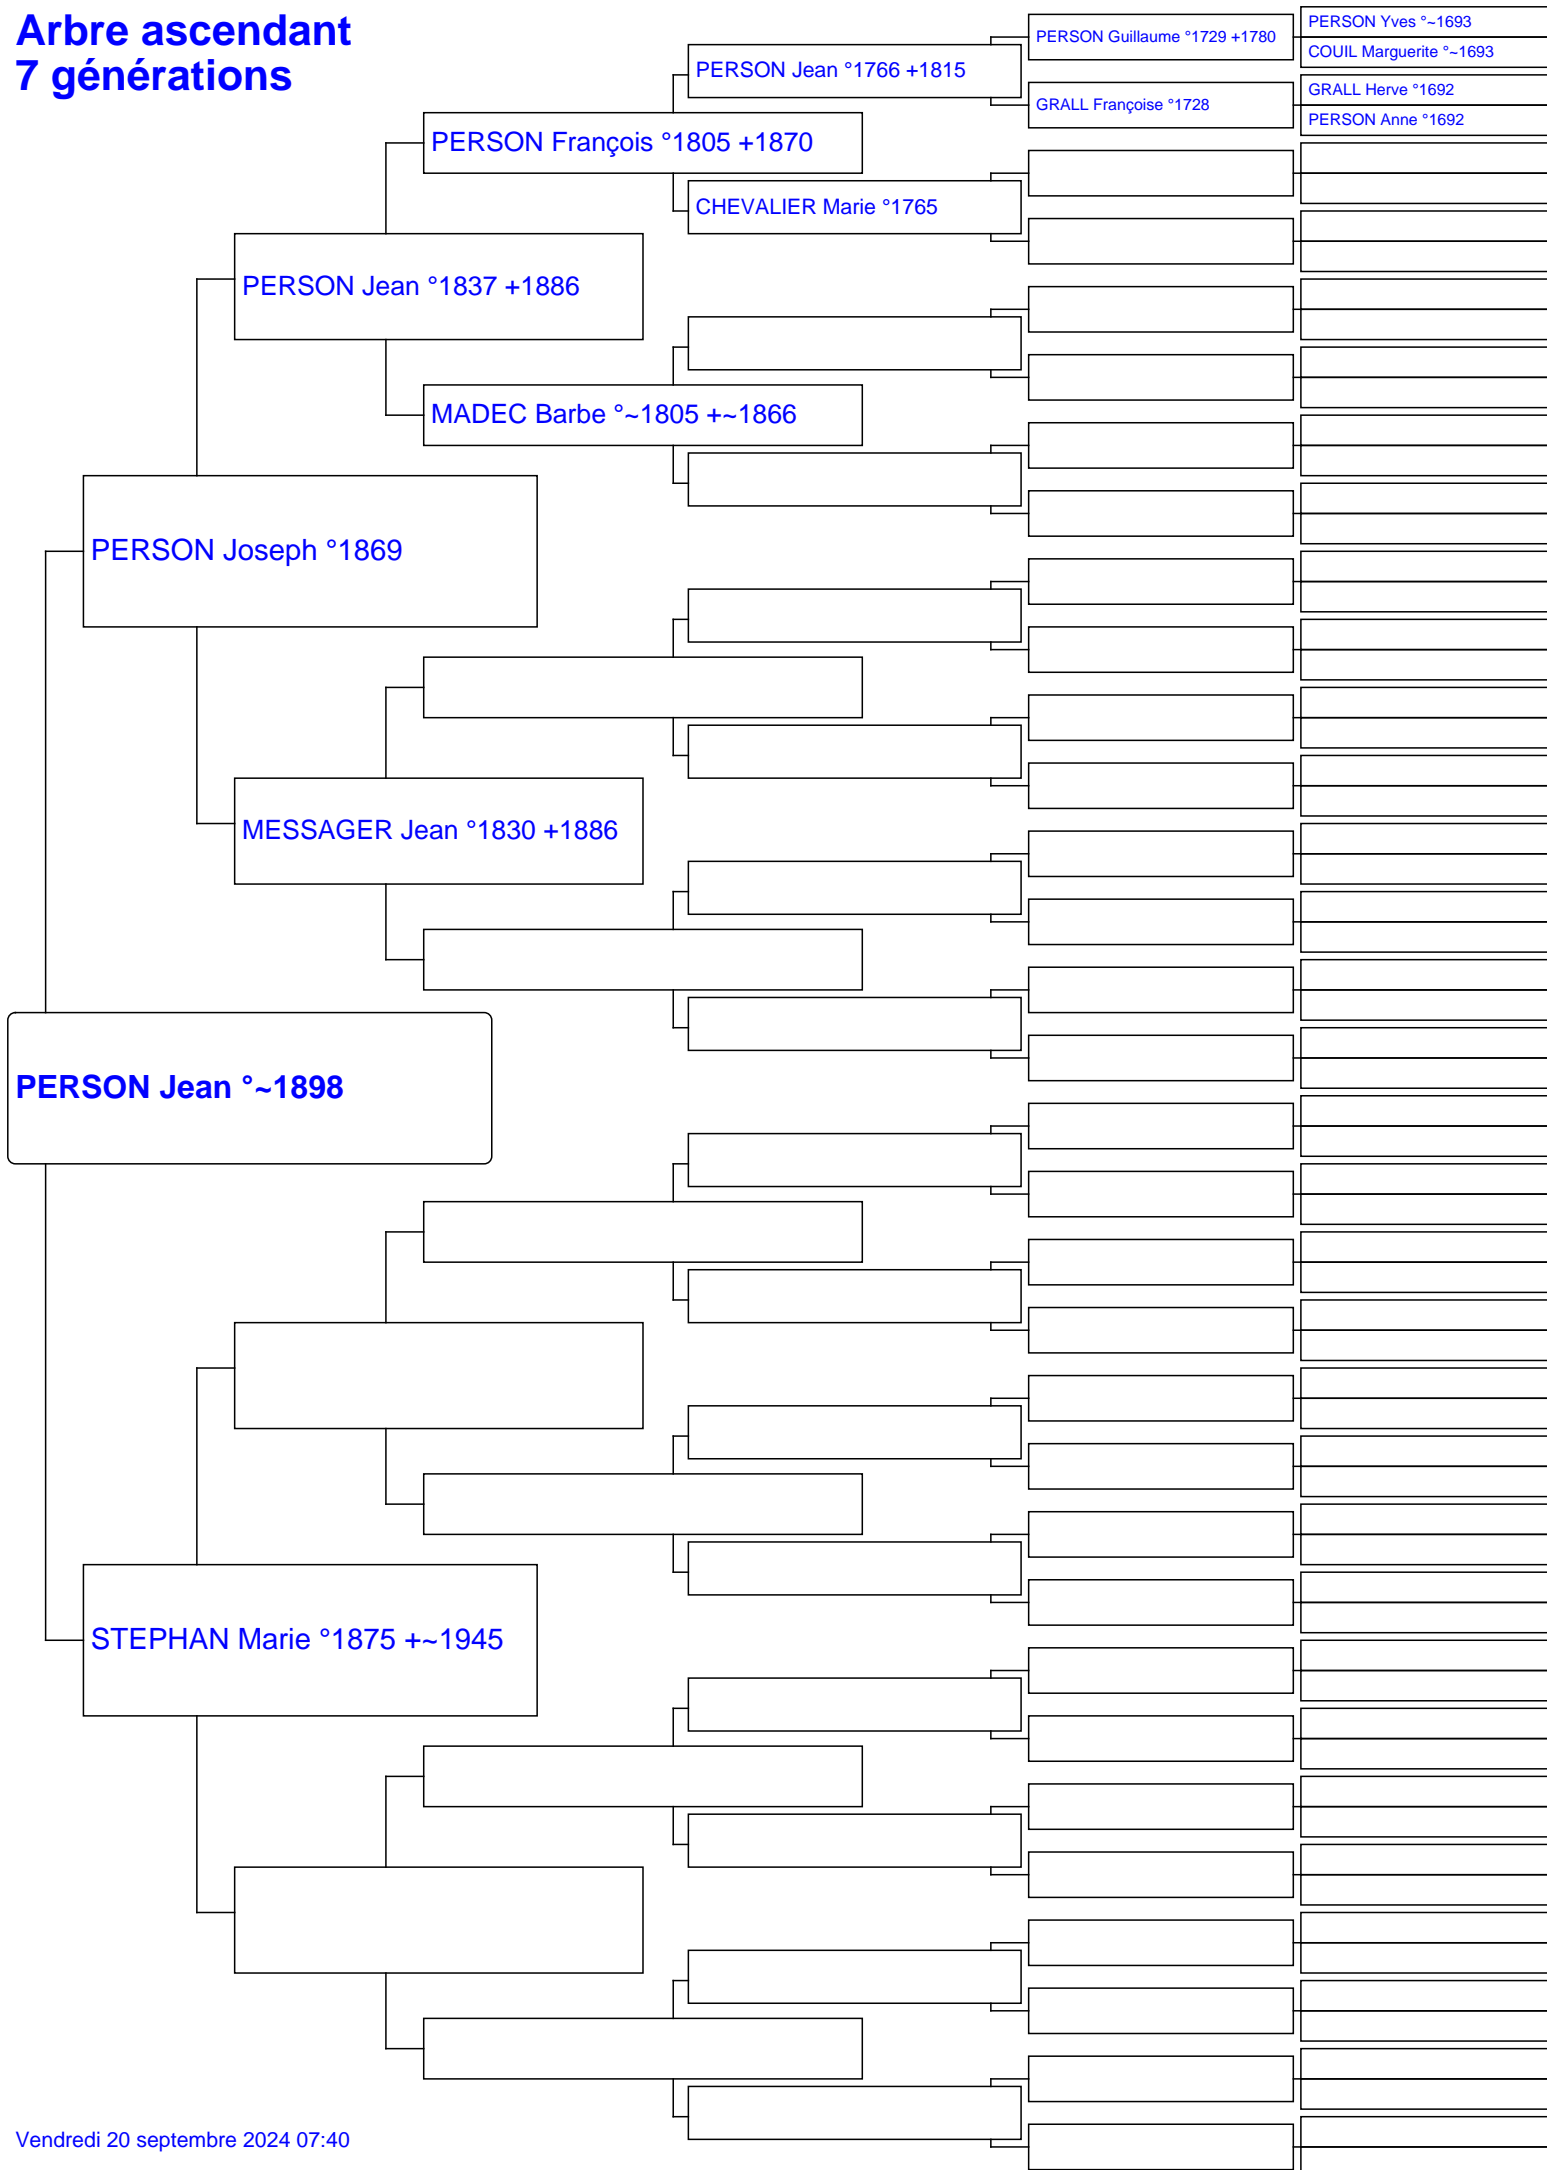 Arbre ascendant
7 générations
PERSON Yves °~1693
PERSON Guillaume °1729 +1780
COUIL Marguerite °~1693
PERSON Jean °1766 +1815
GRALL Herve °1692
GRALL Françoise °1728
PERSON Anne °1692
PERSON François °1805 +1870
CHEVALIER Marie °1765
PERSON Jean °1837 +1886
MADEC Barbe °~1805 +~1866
PERSON Joseph °1869
MESSAGER Jean °1830 +1886
PERSON Jean °~1898
STEPHAN Marie °1875 +~1945
Vendredi 20 septembre 2024 07:40